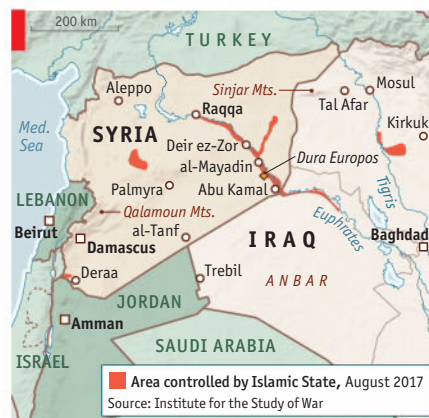 200 km
TURKEY
Aleppo
Sinjar Mts.
Mosul
Tal Afar
Raqqa
Kirkuk
Med.
Sea
SYRIA
Deir ez-Zor
al-Mayadin
Dura Europos
Tigris
Palmyra
Abu Kamal
LEBANON
Qalamoun Mts.
Euphrates
Beirut
al-Tanf
IRAQ
Baghdad
Damascus
Deraa
Trebil
ANBAR
JORDAN
Amman
SAUDI ARABIA
ISRAEL
Area controlled by Islamic State, August 2017
Source: Institute for the Study of War